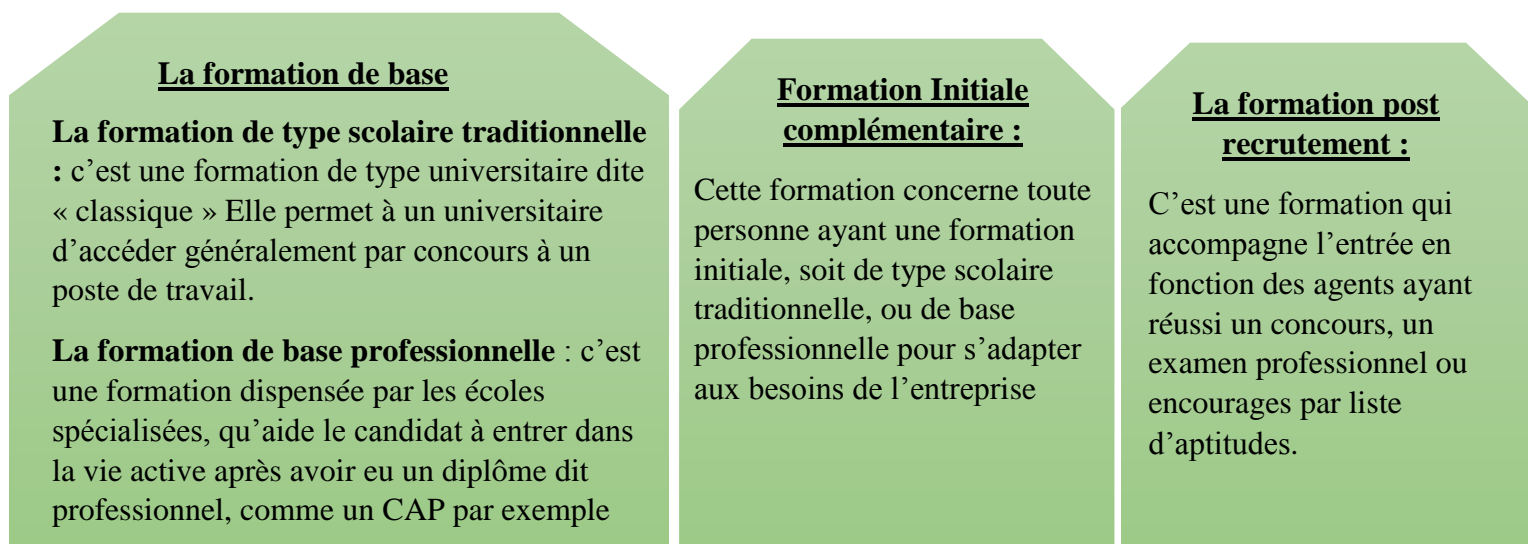 La formation de base
La formation de type scolaire traditionnelle
: c’est une formation de type universitaire dite
« classique » Elle permet à un universitaire
d’accéder généralement par concours à un
poste de travail.
La formation de base professionnelle : c’est
une formation dispensée par les écoles
spécialisées, qu’aide le candidat à entrer dans
la vie active après avoir eu un diplôme dit
professionnel, comme un CAP par exemple
Formation Initiale
complémentaire :
Cette formation concerne toute
personne ayant une formation
initiale, soit de type scolaire
traditionnelle, ou de base
professionnelle pour s’adapter
aux besoins de l’entreprise
La formation post
recrutement :
C’est une formation qui
accompagne l’entrée en
fonction des agents ayant
réussi un concours, un
examen professionnel ou
encourages par liste
d’aptitudes.